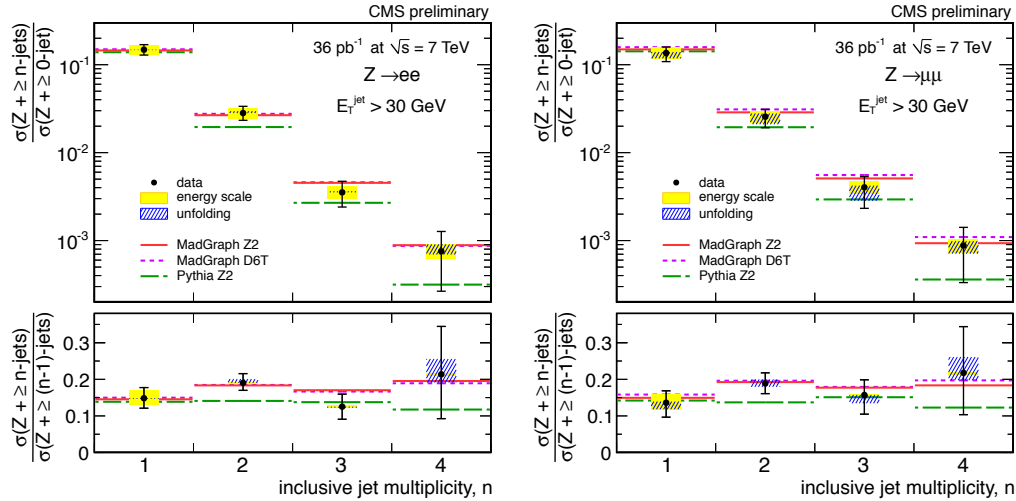 CMS preliminary
σ(Z + ≥ n-jets)
σ(Z + ≥ 0-jet)
10⁻¹
10⁻²
10⁻³
36 pb⁻¹ at √s = 7 TeV
Z →ee
E_T^jet > 30 GeV
data
energy scale
unfolding
MadGraph Z2
MadGraph D6T
Pythia Z2
σ(Z + ≥ n-jets)
σ(Z + ≥ (n-1)-jets)
0.3
0.2
0.1
0
1 2 3 4
inclusive jet multiplicity, n
CMS preliminary
σ(Z + ≥ n-jets)
σ(Z + ≥ 0-jet)
10⁻¹
10⁻²
10⁻³
36 pb⁻¹ at √s = 7 TeV
Z →μμ
E_T^jet > 30 GeV
data
energy scale
unfolding
MadGraph Z2
MadGraph D6T
Pythia Z2
σ(Z + ≥ n-jets)
σ(Z + ≥ (n-1)-jets)
0.3
0.2
0.1
0
1 2 3 4
inclusive jet multiplicity, n